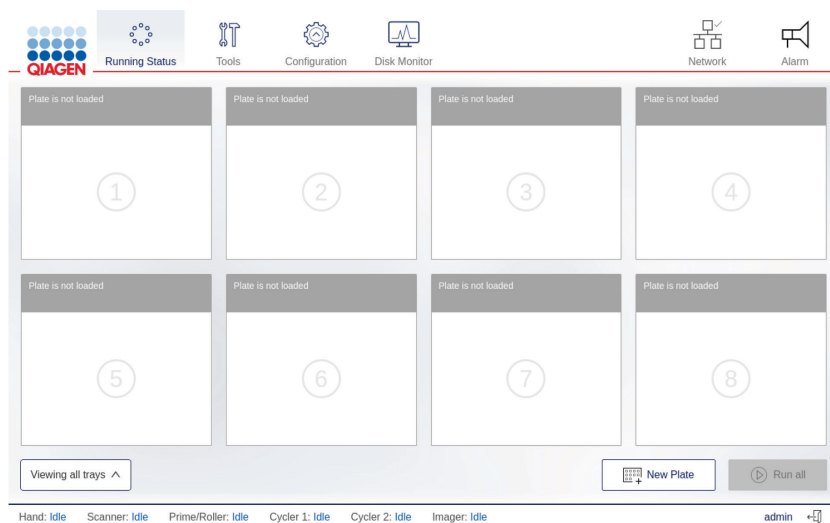 QIAGEN
Running Status
Tools
Configuration
Disk Monitor
Network
Alarm
Plate is not loaded
Plate is not loaded
Plate is not loaded
Plate is not loaded
1
2
3
4
Plate is not loaded
Plate is not loaded
Plate is not loaded
Plate is not loaded
5
6
7
8
Viewing all trays
New Plate
Run all
Hand: Idle
Scanner: Idle
Prime/Roller: Idle
Cycler 1: Idle
Cycler 2: Idle
Imager: Idle
admin